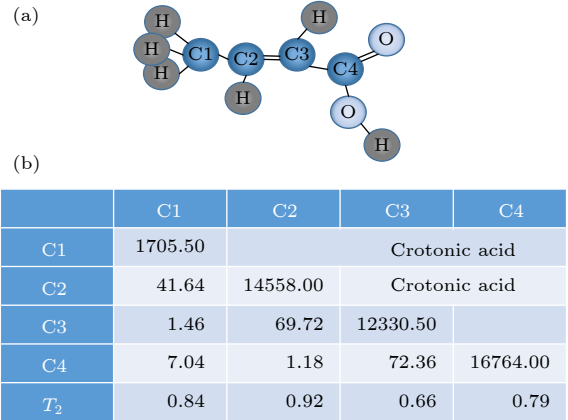 (a)
H
H
O
H
C1
C2
C3
C4
H
H
O
H
(b)
C1 C2 C3 C4
C1 1705.50 Crotonic acid
C2 41.64 14558.00 Crotonic acid
C3 1.46 69.72 12330.50
C4 7.04 1.18 72.36 16764.00
T2 0.84 0.92 0.66 0.79